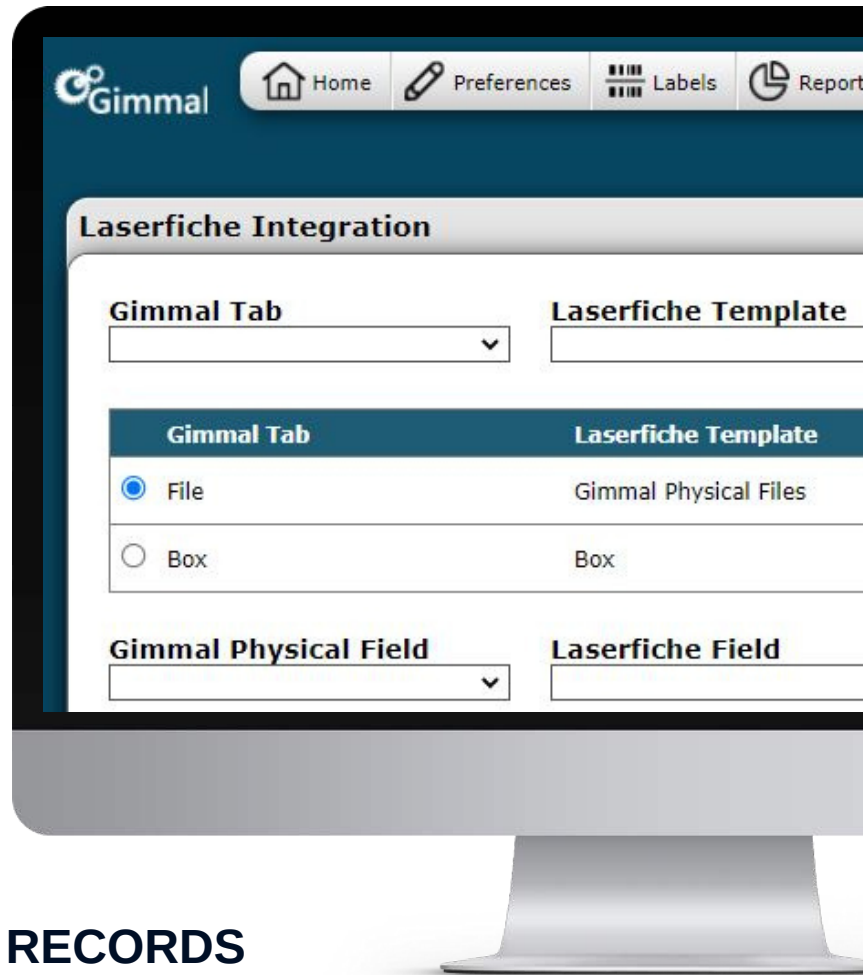 Gimmal Home Preferences Labels Report
Laserfiche Integration
Gimmal Tab Laserfiche Template
Gimmal Tab Laserfiche Template
File Gimmal Physical Files
Box Box
Gimmal Physical Field Laserfiche Field
RECORDS